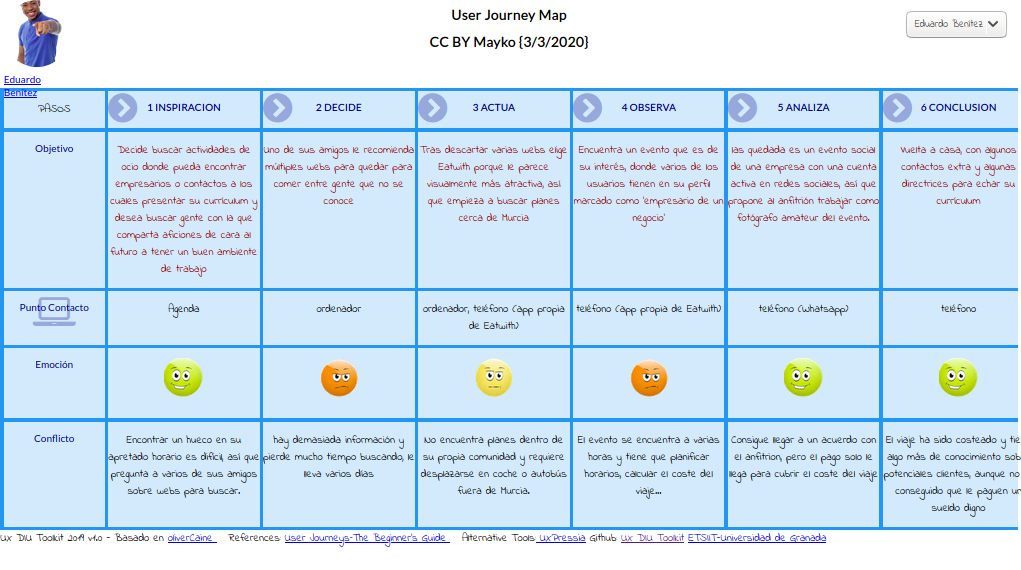 User Journey Map
CC BY Mayko {3/3/2020}
Eduardo Benítez
Eduardo
Benítez
PASOS
1 INSPIRACION
2 DECIDE
3 ACTUA
4 OBSERVA
5 ANALIZA
6 CONCLUSION
Objetivo
Decide buscar actividades de
ocio donde pueda encontrar
empresarios o contactos a los
cuales presentar su currículum y
desea buscar gente con la que
comparta aficiones de cara al
futuro a tener un buen ambiente
de trabajo
Uno de sus amigos le recomienda
múltiples webs para quedar para
comer entre gente que no se
conoce
Tras descartar varias webs elige
Eatwith porque le parece
visualmente más atractiva, así
que empieza a buscar planes
cerca de Murcia
Encuentra un evento que es de
su interés, donde varios de los
usuarios tienen en su perfil
marcado como 'empresario de un
negocio'
las quedada es un evento social
de una empresa con una cuenta
activa en redes sociales, así que
propone al anfitrión trabajar como
fotógrafo amateur del evento.
Vuelta a casa, con algunos
contactos extra y algunas
directrices para echar su
currículum
Punto Contacto
Agenda
ordenador
ordenador, teléfono (app propia
de Eatwith)
teléfono (app propia de Eatwith)
teléfono (Whatsapp)
teléfono
Emoción
Conflicto
Encontrar un hueco en su
apretado horario es difícil, así que
pregunta a varios de sus amigos
sobre webs para buscar.
hay demasiada información y
pierde mucho tiempo buscando, le
lleva varios días
No encuentra planes dentro de
su propia comunidad y requiere
desplazarse en coche o autobús
fuera de Murcia.
El evento se encuentra a varias
horas y tiene que planificar
horarios, calcular el coste del
viaje...
Consigue llegar a un acuerdo con
el anfitrion, pero el pago solo le
llega para cubrir el coste del viaje
El viaje ha sido costeado y tie
algo más de conocimiento sob
potenciales clientes, aunque no
conseguido que le paguen un
sueldo digno
UX DIU Toolkit 2019 v1.0 - Basado en oliverCaine References: User Journeys-The Beginner's Guide Alternative Tools: UXPressia Github: UX DIU Toolkit ETSIIT-Universidad de Granada